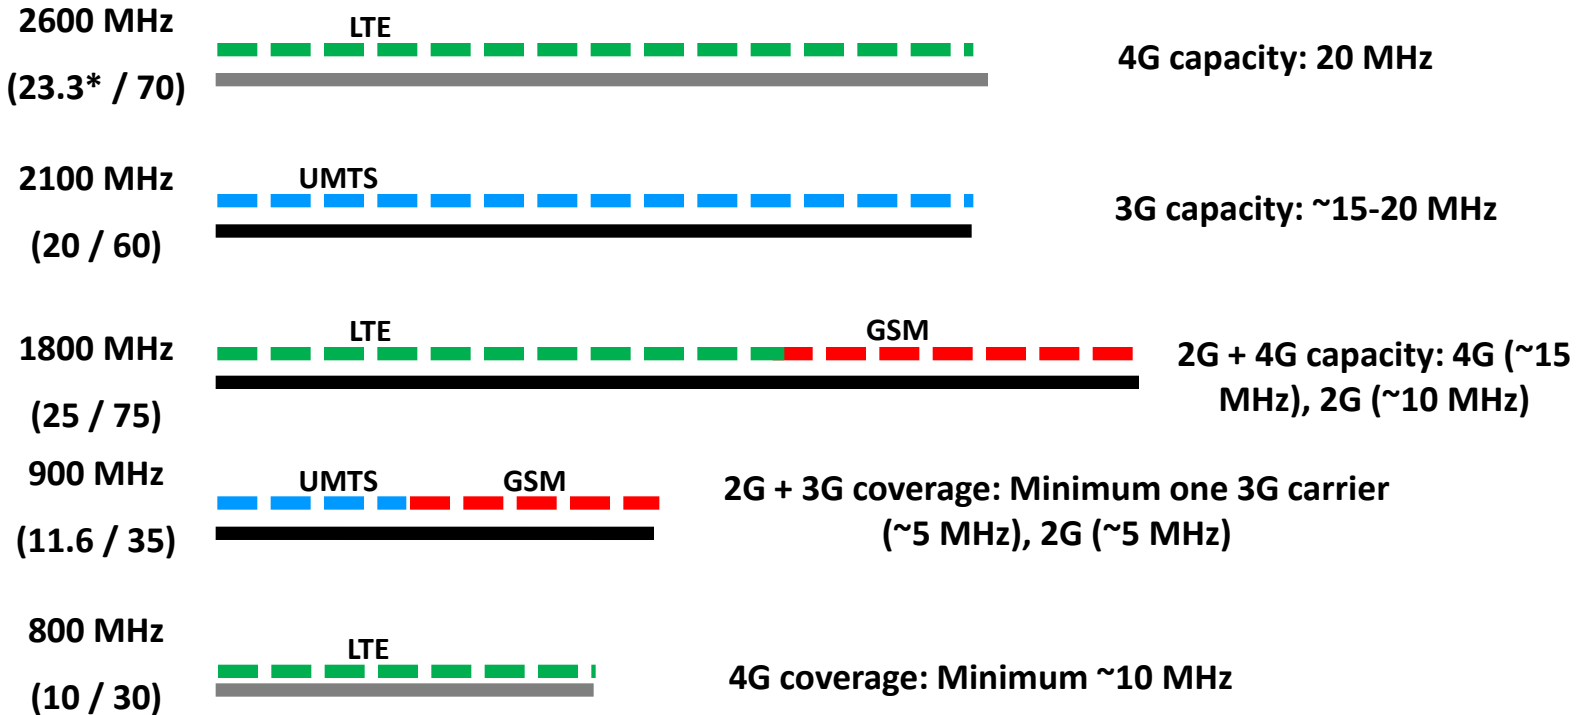 2600 MHz
(23.3* / 70)
LTE
4G capacity: 20 MHz
2100 MHz
(20 / 60)
UMTS
3G capacity: ~15-20 MHz
1800 MHz
(25 / 75)
LTE
GSM
2G + 4G capacity: 4G (~15
MHz), 2G (~10 MHz)
900 MHz
(11.6 / 35)
UMTS
GSM
2G + 3G coverage: Minimum one 3G carrier
(~5 MHz), 2G (~5 MHz)
800 MHz
(10 / 30)
LTE
4G coverage: Minimum ~10 MHz